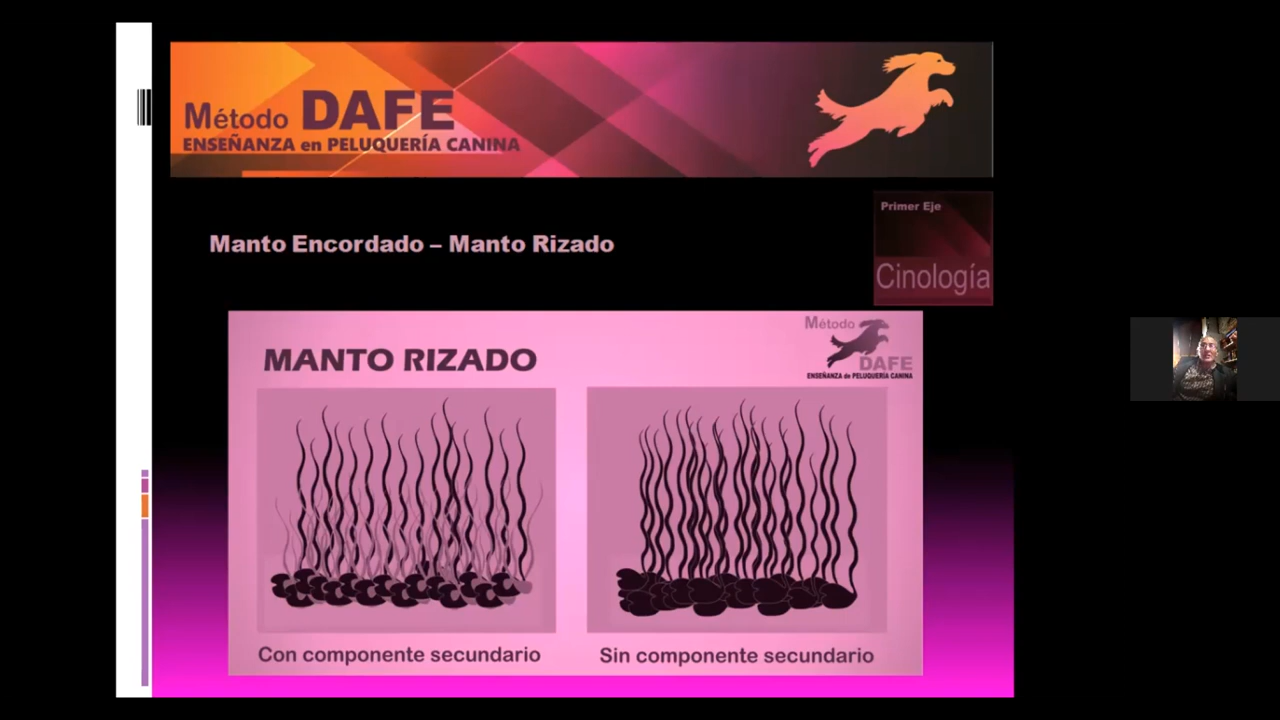 Método DAFE
ENSEÑANZA en PELUQUERÍA CANINA
Primer Eje
Cinología
Manto Encordado – Manto Rizado
MANTO RIZADO
Método
DAFE
ENSEÑANZA en PELUQUERÍA CANINA
Con componente secundario
Sin componente secundario